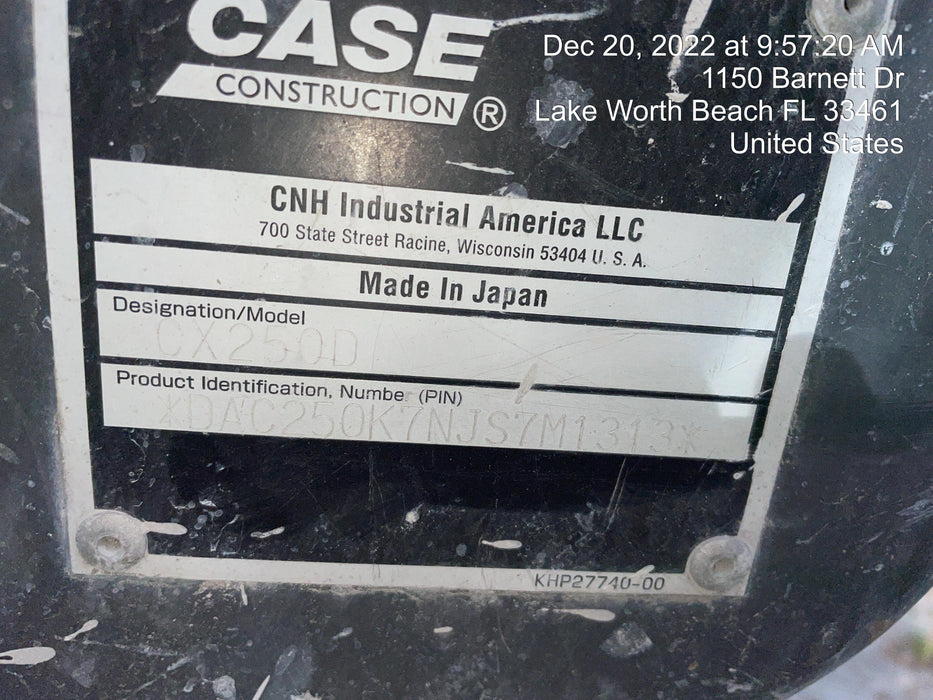 CASE
CONSTRUCTION ®
Dec 20, 2022 at 9:57:20 AM
1150 Barnett Dr
Lake Worth Beach FL 33461
United States
CNH Industrial America LLC
700 State Street Racine, Wisconsin 53404 U. S. A.
Made In Japan
Designation/Model
CX250D
Product Identification, Numbe (PIN)
*DAC250K7NJS7M1313*
KHP27740-00